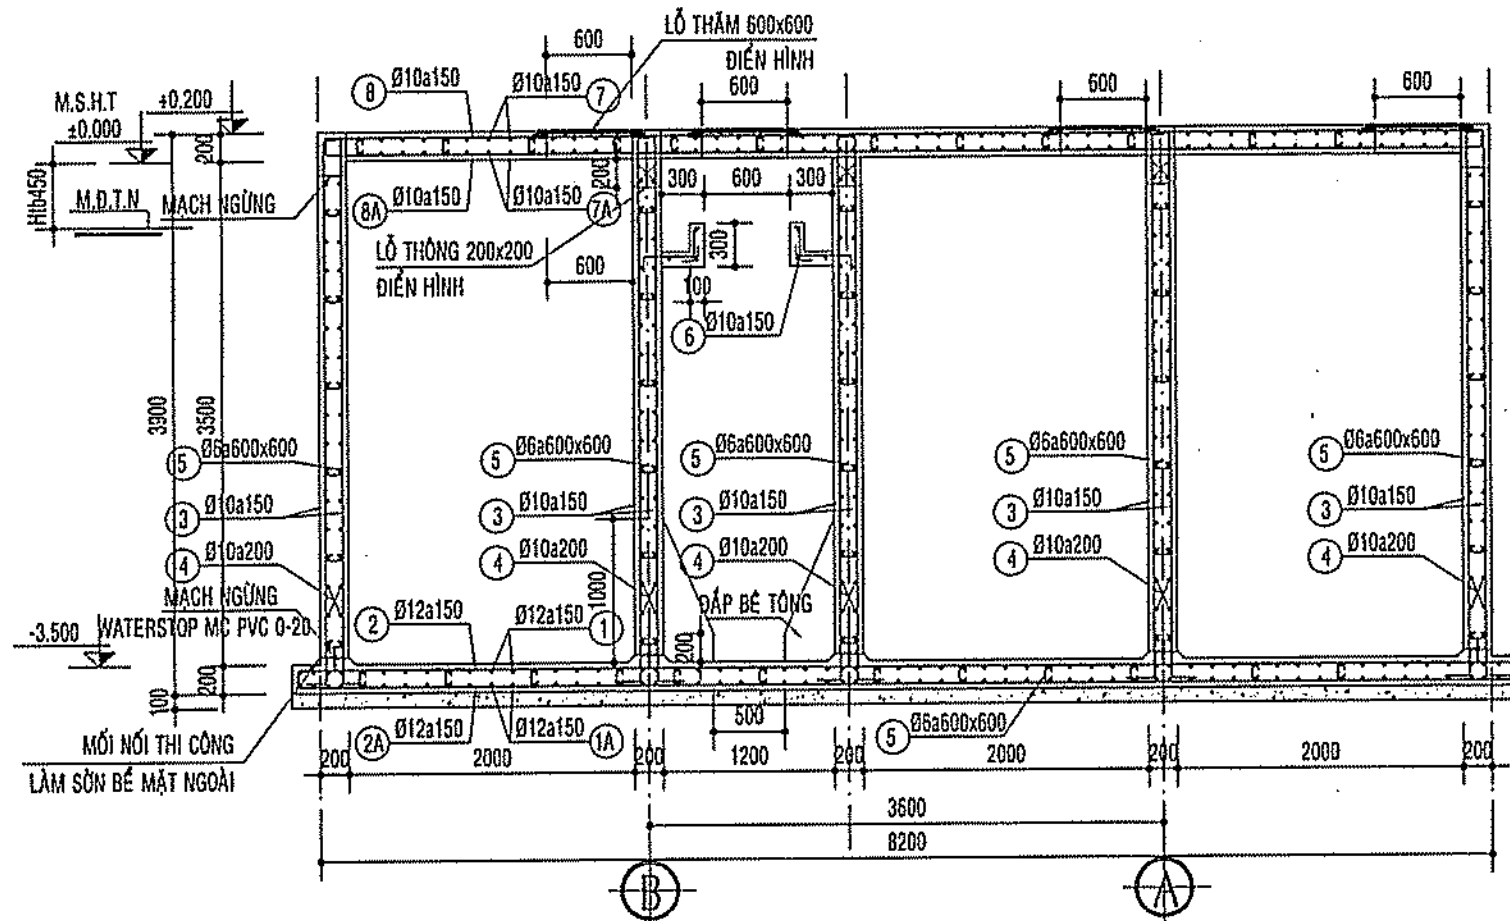 LỖ THĂM 600x600
ĐIỂN HÌNH
600
600
600
600
8 Ø10a150
Ø10a150 7
M.S.H.T
±0.000
+0.200
200
Htb450
M.Đ.T.N
MẠCH NGỪNG
8A Ø10a150
Ø10a150 7A
200
300
600
300
LỖ THÔNG 200x200
ĐIỂN HÌNH
600
300
100
6 Ø10a150
3900
3500
5 Ø6a600x600
5 Ø6a600x600
5 Ø6a600x600
5 Ø6a600x600
5 Ø6a600x600
3 Ø10a150
3 Ø10a150
3 Ø10a150
3 Ø10a150
3 Ø10a150
4 Ø10a200
4 Ø10a200
4 Ø10a200
4 Ø10a200
4 Ø10a200
1000
MẠCH NGỪNG
WATERSTOP MC PVC O-20
2 Ø12a150
Ø12a150 1
ĐẮP BÊ TÔNG
200
-3.500
200
100
2A Ø12a150
Ø12a150 1A
500
5 Ø6a600x600
MỐI NỐI THI CÔNG
LÀM SỜN BỀ MẶT NGOÀI
200
2000
200
1200
200
2000
200
2000
200
3600
8200
B
A